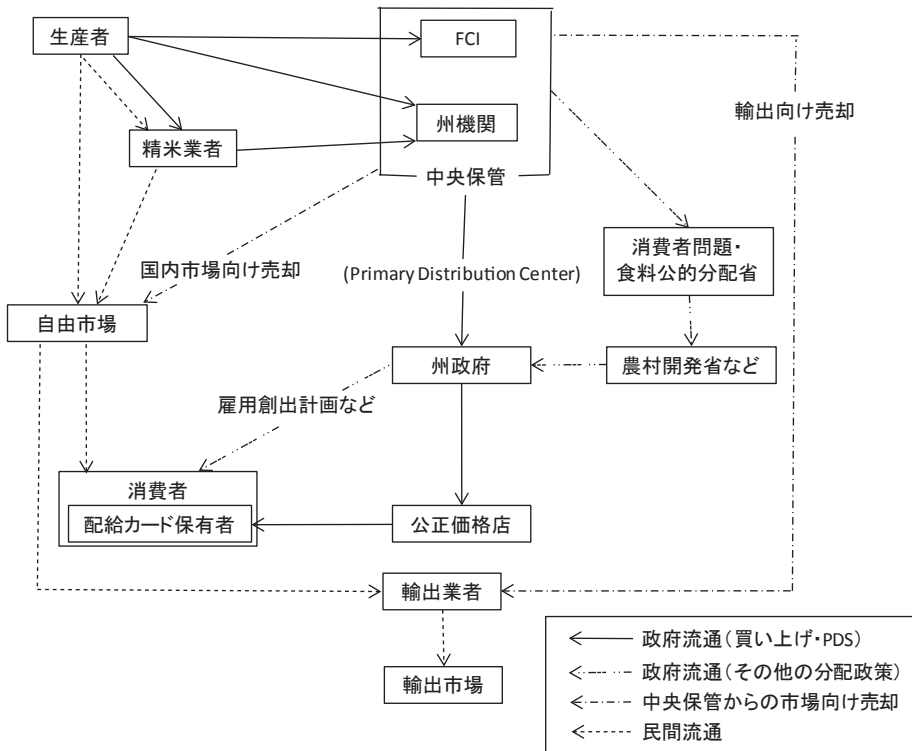 生産者
FCI
輸出向け売却
州機関
精米業者
中央保管
消費者問題・
食料公的分配省
国内市場向け売却
(Primary Distribution Center)
自由市場
州政府
農村開発省など
雇用創出計画など
消費者
配給カード保有者
公正価格店
輸出業者
輸出市場
政府流通(買い上げ・PDS)
政府流通(その他の分配政策)
中央保管からの市場向け売却
民間流通